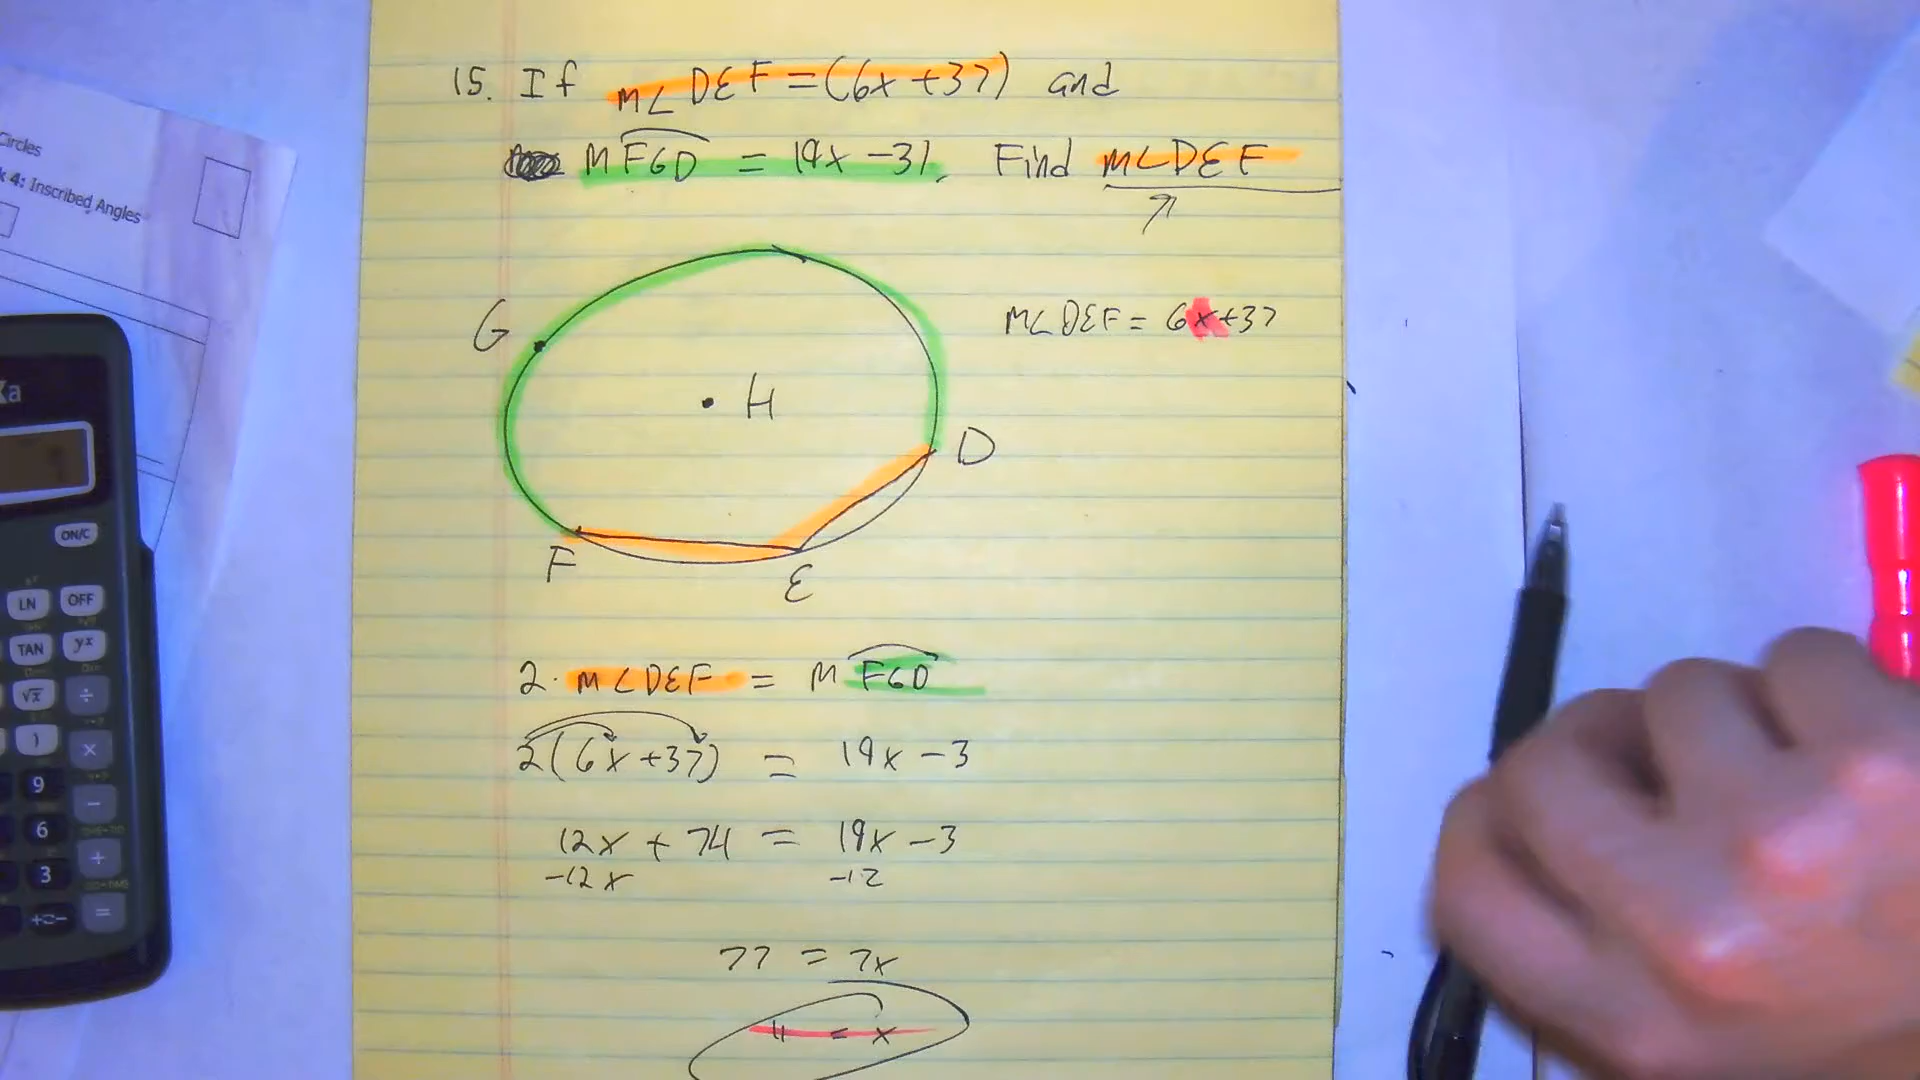 Circles
k 4: Inscribed Angles
15. If m∠DEF = (6x + 37) and
mFGD = 19x - 31. Find m∠DEF
G
m∠DEF = 6x + 37
H
D
F
E
2 · m∠DEF = mFGD
2(6x + 37) = 19x - 3
12x + 74 = 19x - 3
-12x -12
77 = 7x
11 = x
ON/C
LN OFF
TAN yx
√x ÷
) ×
9 −
6 +
3
=